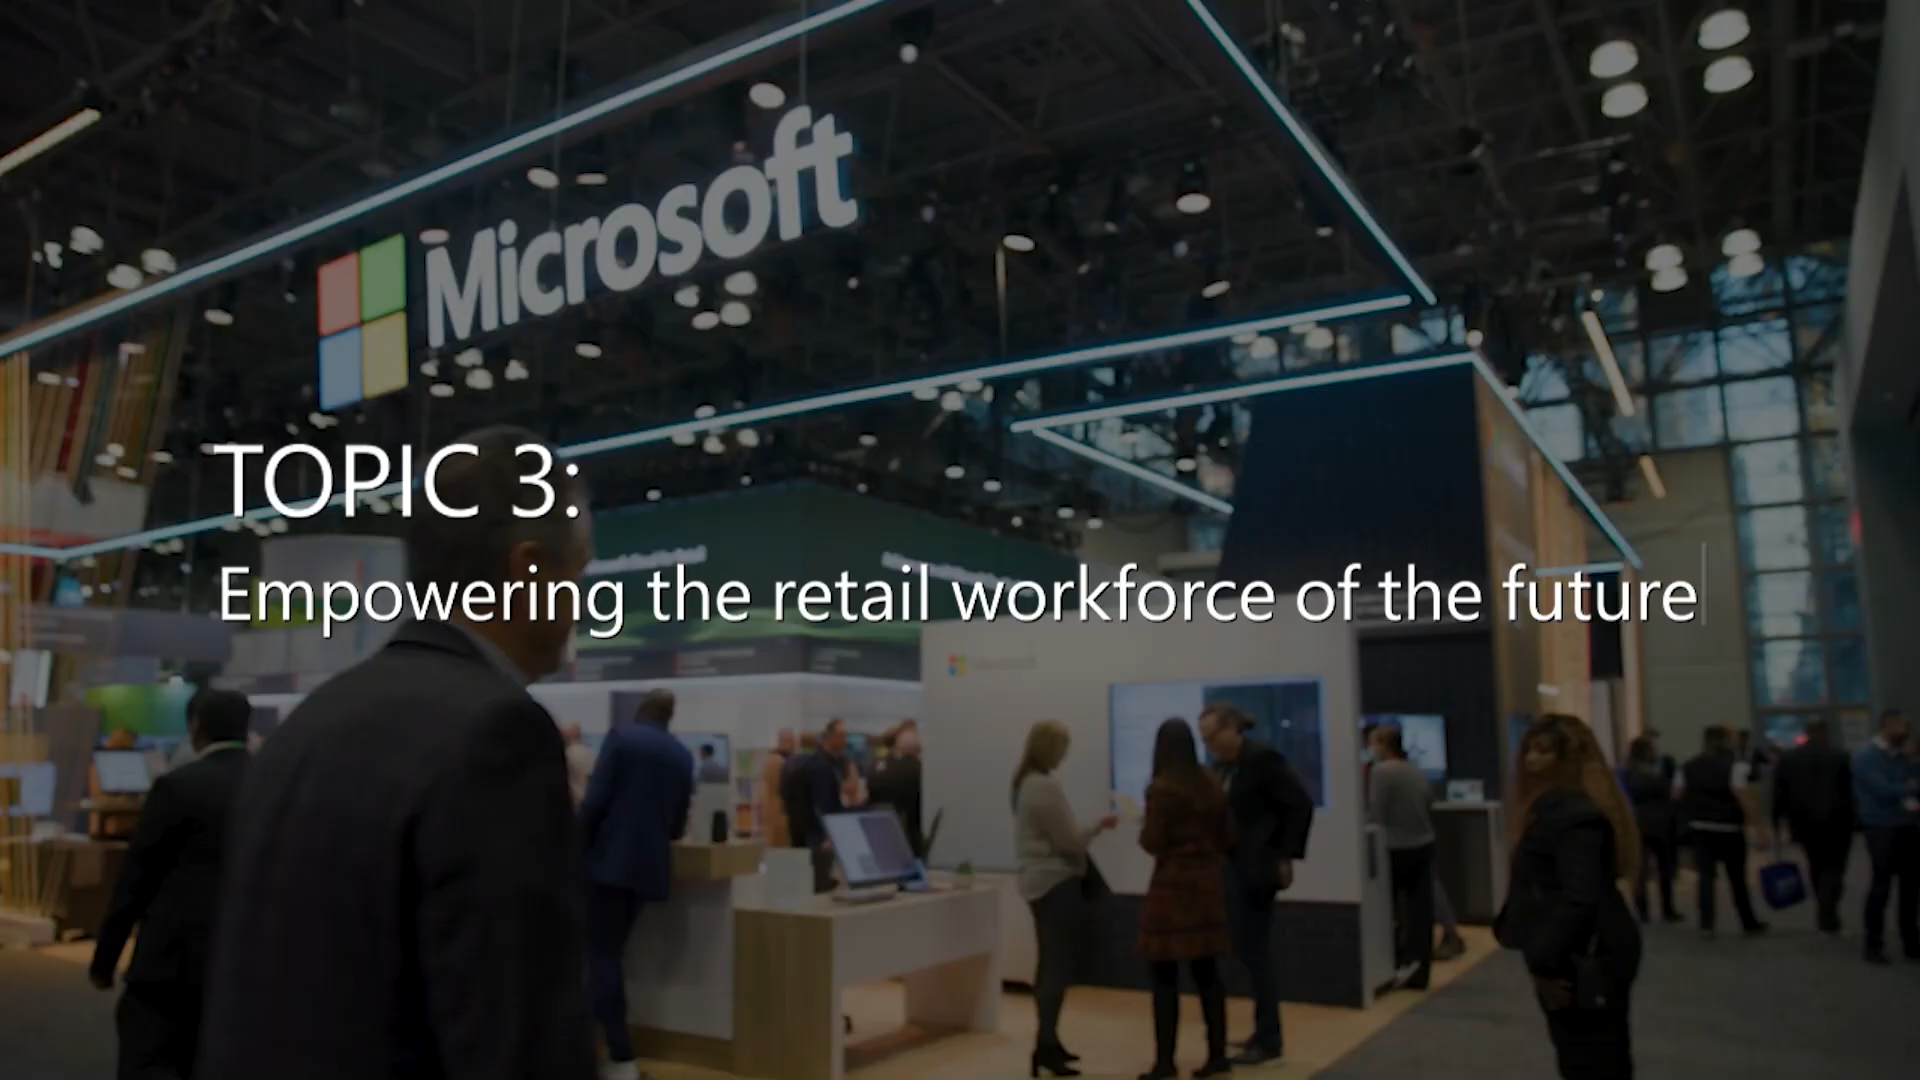 Microsoft
TOPIC 3:
Empowering the retail workforce of the future